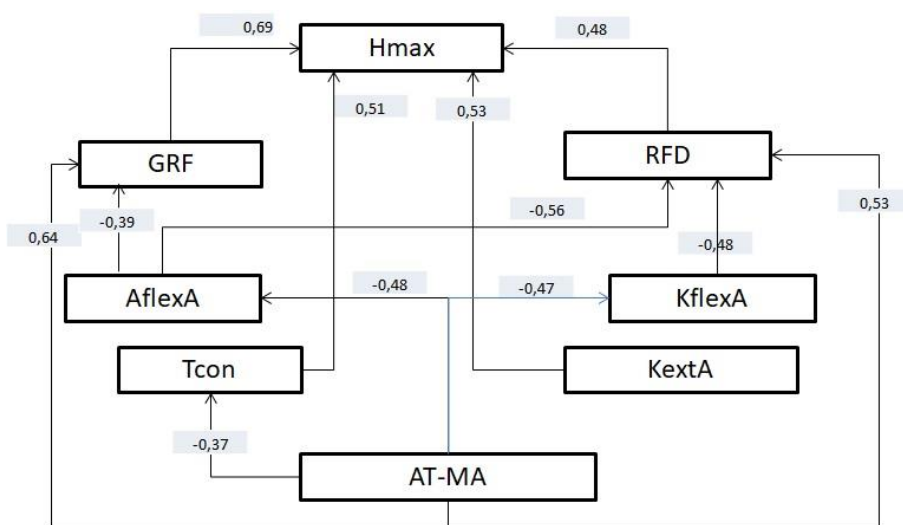 0,69
0,48
Hmax
0,51
0,53
GRF
RFD
0,64
-0,39
-0,56
-0,48
0,53
AflexA
-0,48
-0,47
KflexA
Tcon
KextA
-0,37
AT-MA